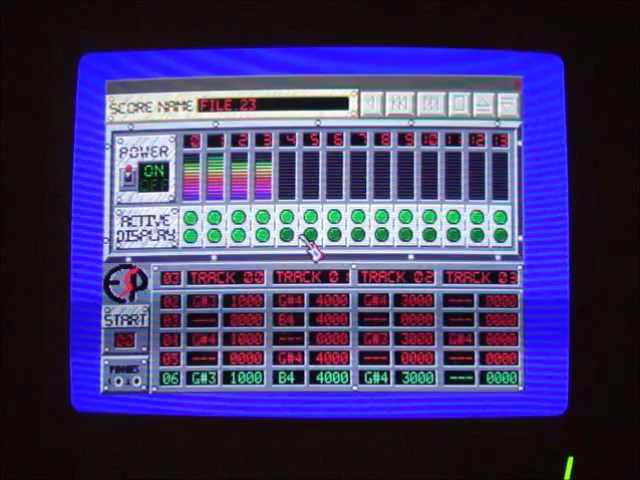 SCORE NAME FILE 23
0 1 2 3 4 5 6 7 8 9 10 11 12 13
POWER
ON
OFF
ACTIVE
DISPLAY
ESP
03 TRACK 00 TRACK 01 TRACK 02 TRACK 03
02 G#3 1000 G#4 4000 G#4 3000 --- 0000
03 --- 0000 B4 4000 --- 0000 --- 0000
04 G#4 1000 --- 0000 G#3 3000 G#4 0000
05 --- 0000 G#4 4000 --- 0000 --- 0000
06 G#3 1000 B4 4000 G#4 3000 --- 0000
START
00
PHONES